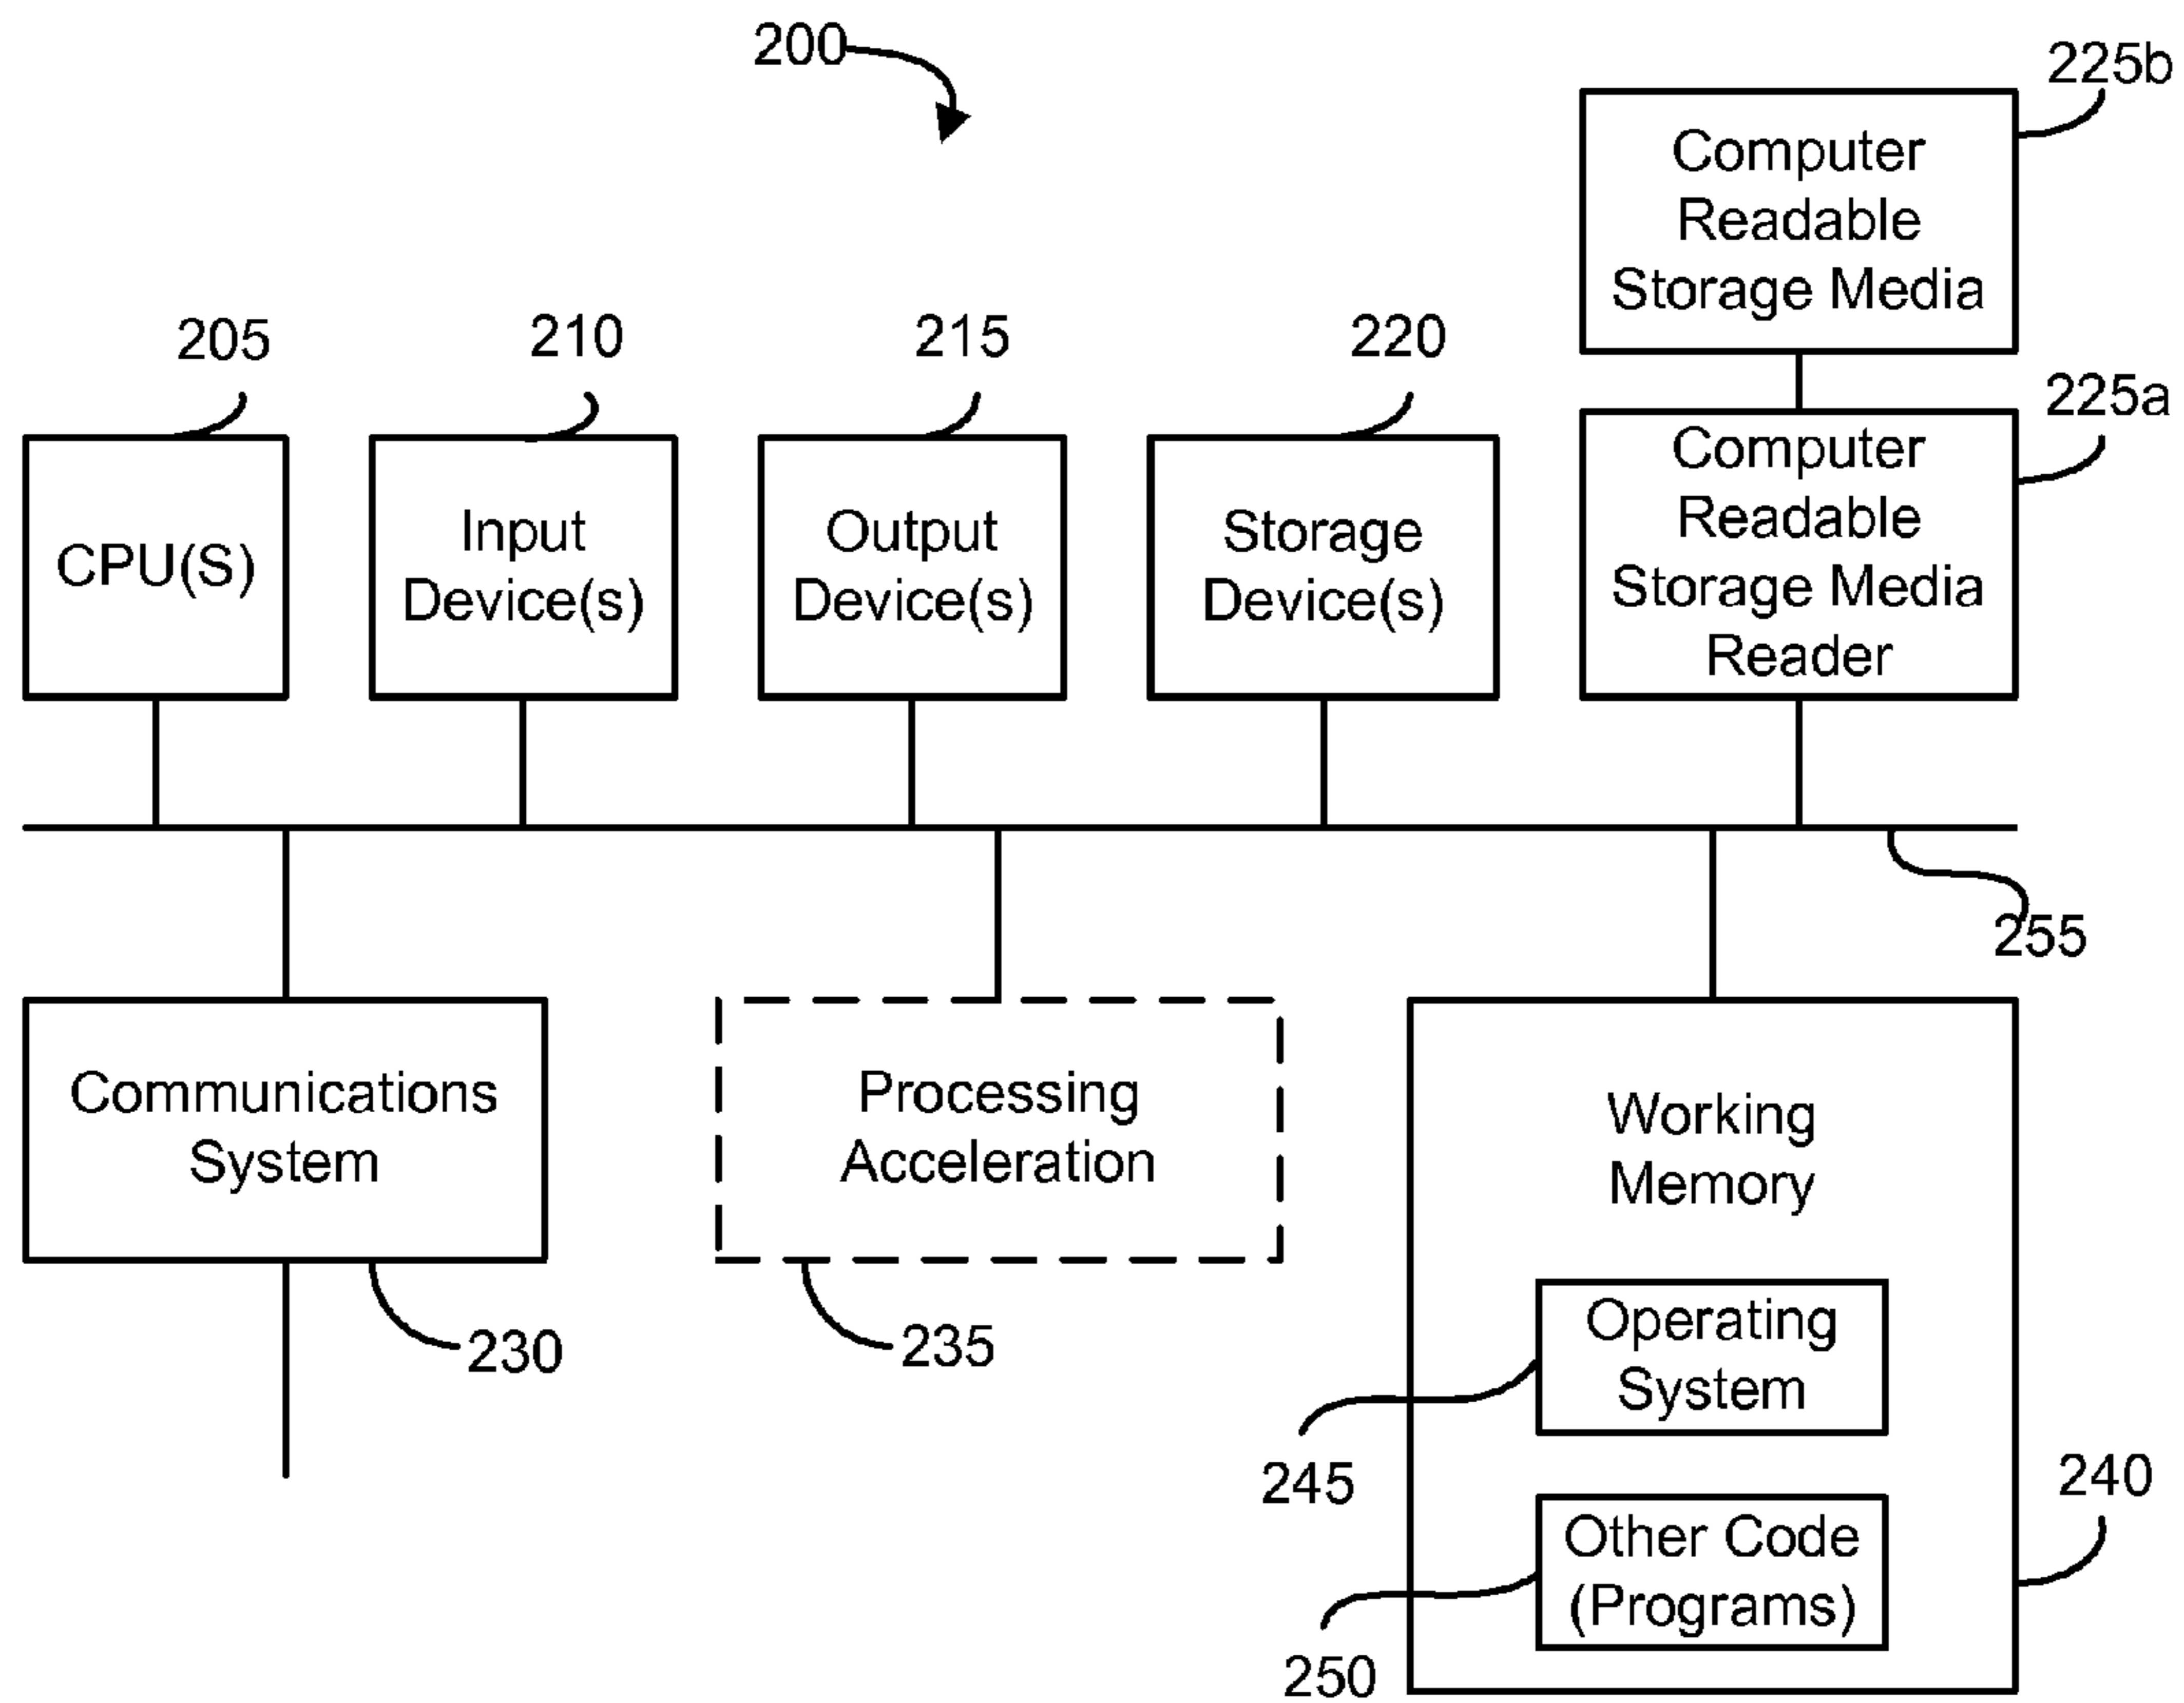 200
225b
Computer
Readable
Storage Media
205
210
215
220
225a
CPU(S)
Input
Device(s)
Output
Device(s)
Storage
Device(s)
Computer
Readable
Storage Media
Reader
255
Communications
System
Processing
Acceleration
Working
Memory
230
235
Operating
System
245
240
Other Code
(Programs)
250